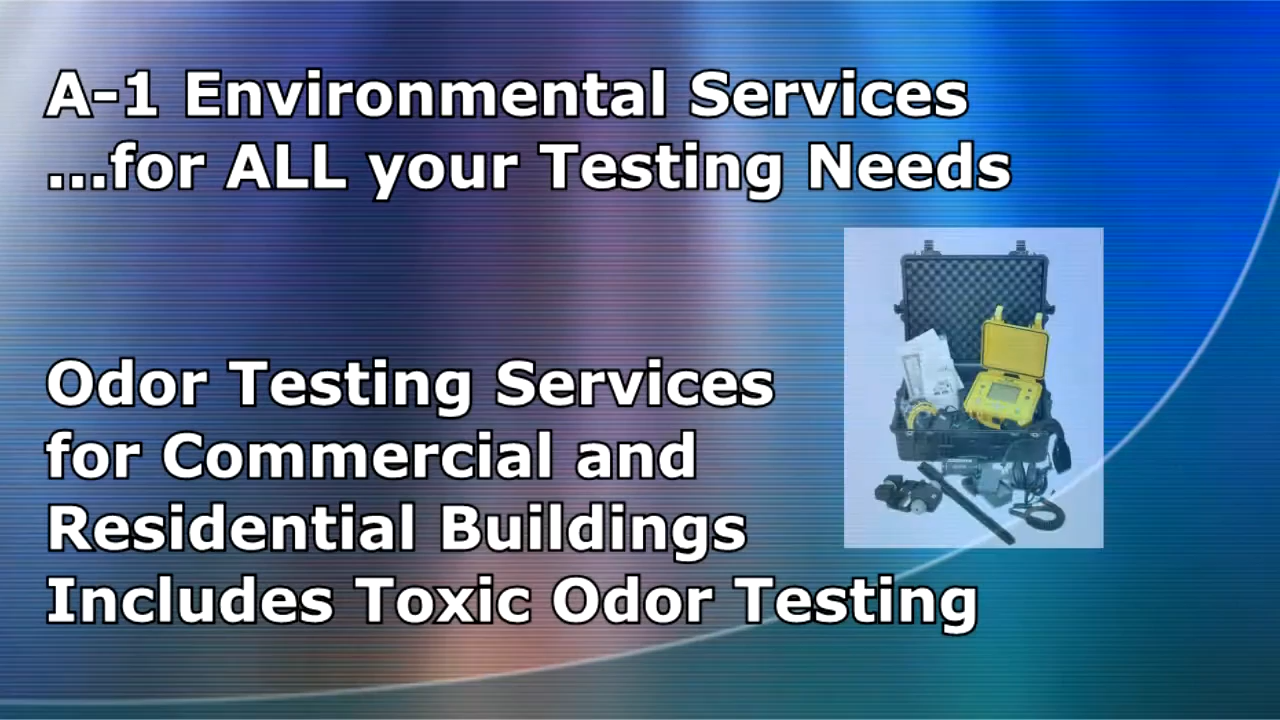 A-1 Environmental Services
...for ALL your Testing Needs
Odor Testing Services
for Commercial and
Residential Buildings
Includes Toxic Odor Testing